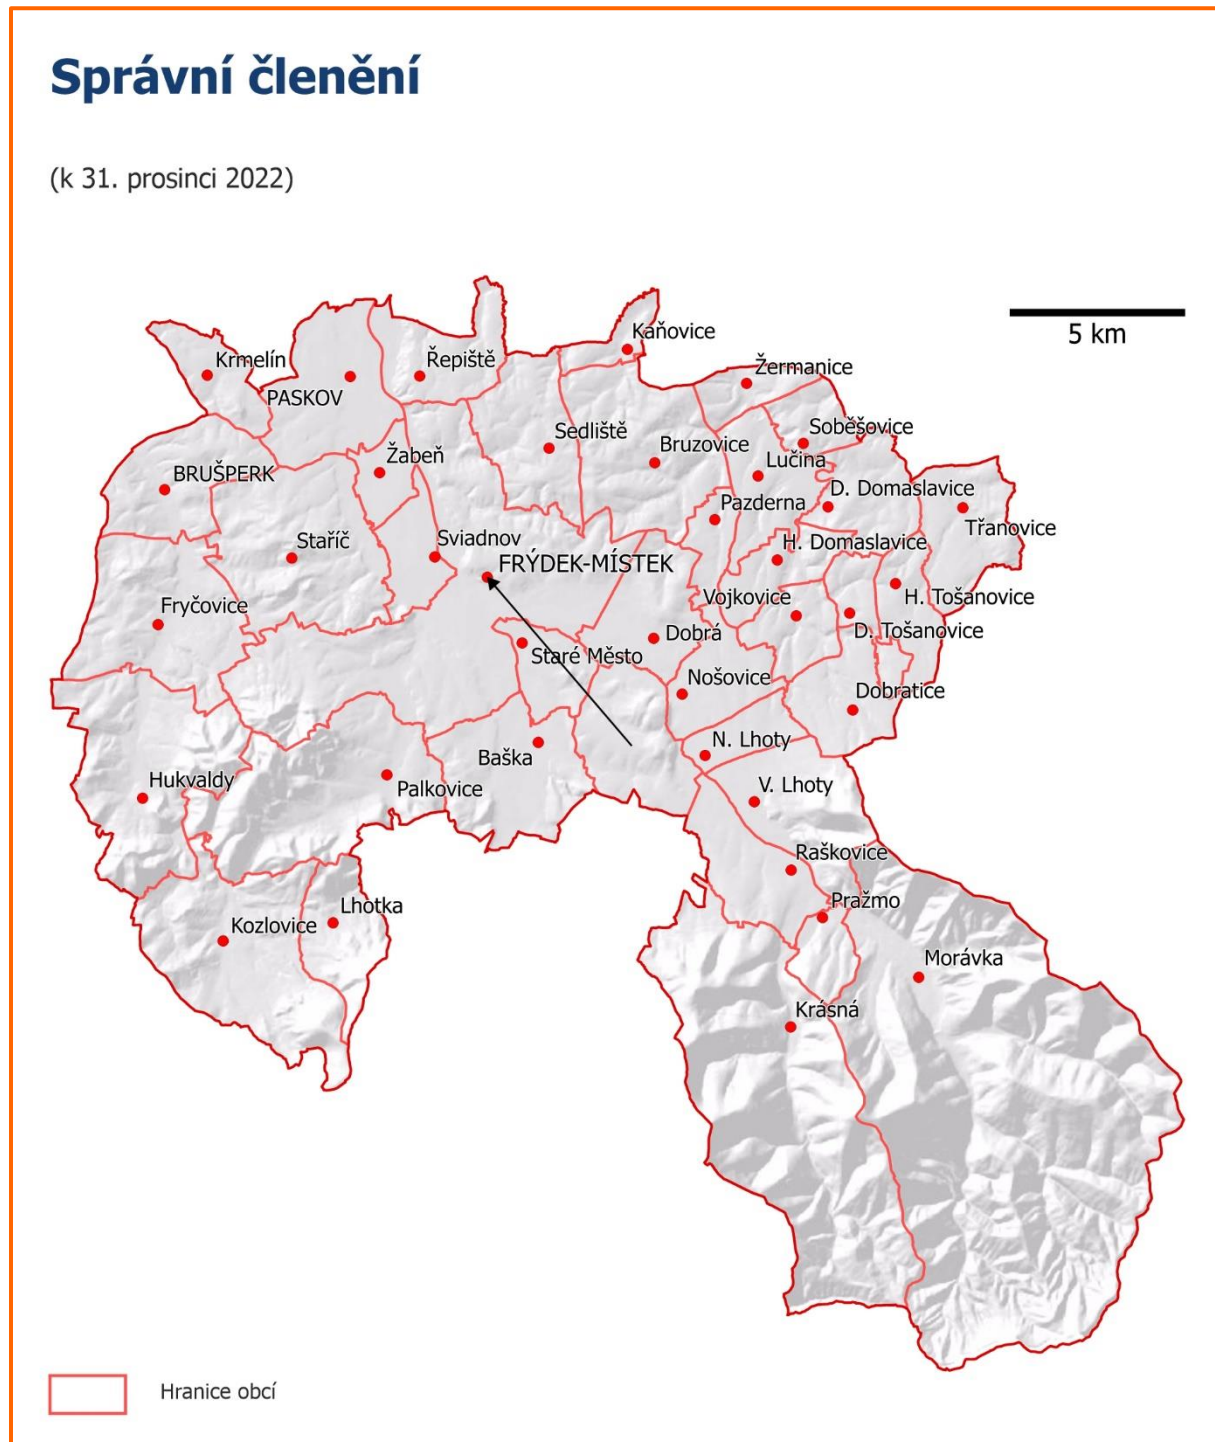 Správní členění
(k 31. prosinci 2022)
5 km
Kaňovice
Krmelín
Řepiště
Žermanice
PASKOV
Sedliště
Soběšovice
Bruzovice
Žabeň
Lučina
BRUŠPERK
D. Domaslavice
Pazderna
Třanovice
Staříč
Sviadnov
H. Domaslavice
FRÝDEK-MÍSTEK
Vojkovice
H. Tošanovice
Fryčovice
D. Tošanovice
Dobrá
Staré Město
Nošovice
Dobratice
N. Lhoty
Baška
Hukvaldy
Palkovice
V. Lhoty
Raškovice
Pražmo
Lhotka
Kozlovice
Morávka
Krásná
Hranice obcí